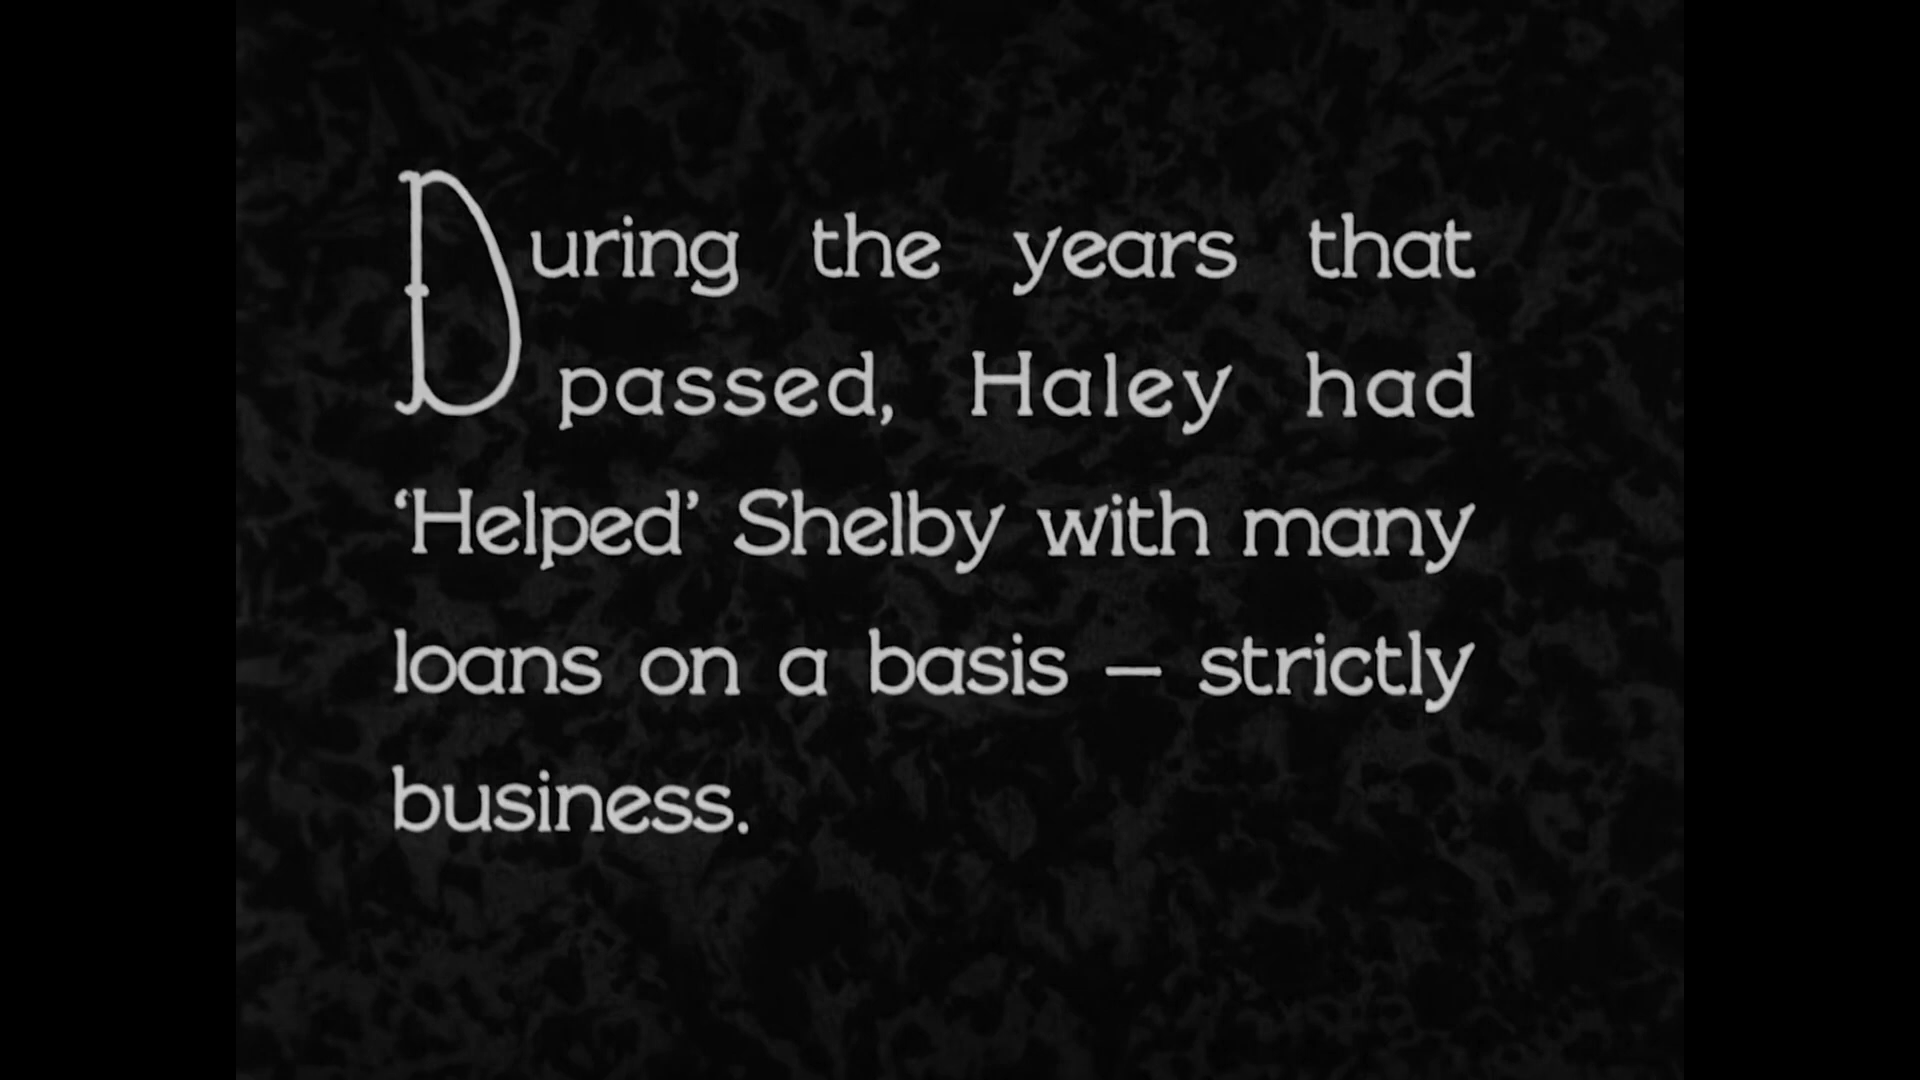 During the years that
passed, Haley had
‘Helped’ Shelby with many
loans on a basis — strictly
business.